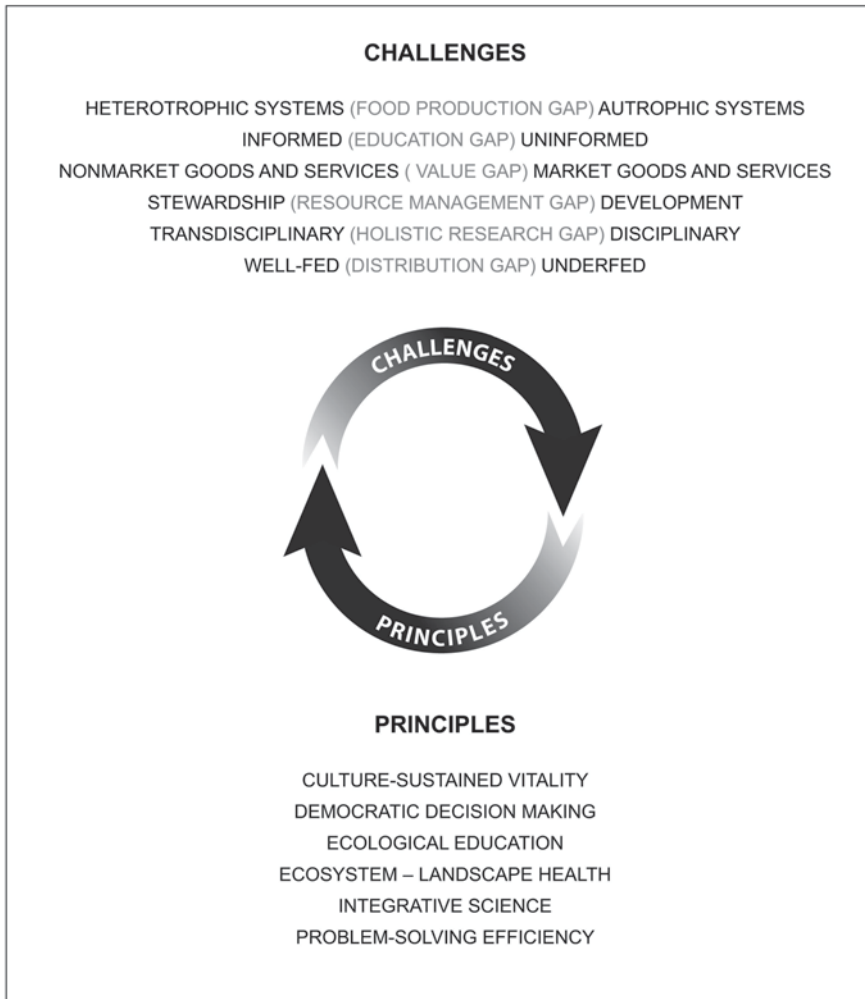 CHALLENGES
HETEROTROPHIC SYSTEMS (FOOD PRODUCTION GAP) AUTROPHIC SYSTEMS
INFORMED (EDUCATION GAP) UNINFORMED
NONMARKET GOODS AND SERVICES ( VALUE GAP) MARKET GOODS AND SERVICES
STEWARDSHIP (RESOURCE MANAGEMENT GAP) DEVELOPMENT
TRANSDISCIPLINARY (HOLISTIC RESEARCH GAP) DISCIPLINARY
WELL-FED (DISTRIBUTION GAP) UNDERFED
CHALLENGES
PRINCIPLES
PRINCIPLES
CULTURE-SUSTAINED VITALITY
DEMOCRATIC DECISION MAKING
ECOLOGICAL EDUCATION
ECOSYSTEM – LANDSCAPE HEALTH
INTEGRATIVE SCIENCE
PROBLEM-SOLVING EFFICIENCY